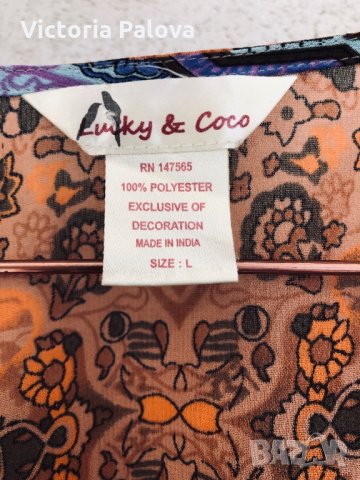 Victoria Palova
Lucky & Coco
RN 147565
100% POLYESTER
EXCLUSIVE OF
DECORATION
MADE IN INDIA
SIZE : L
BAZAR